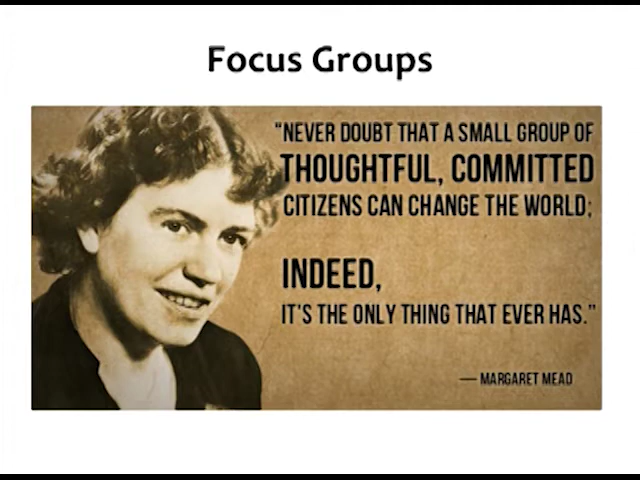 Focus Groups
"NEVER DOUBT THAT A SMALL GROUP OF
THOUGHTFUL, COMMITTED
CITIZENS CAN CHANGE THE WORLD;
INDEED,
IT'S THE ONLY THING THAT EVER HAS."
— MARGARET MEAD